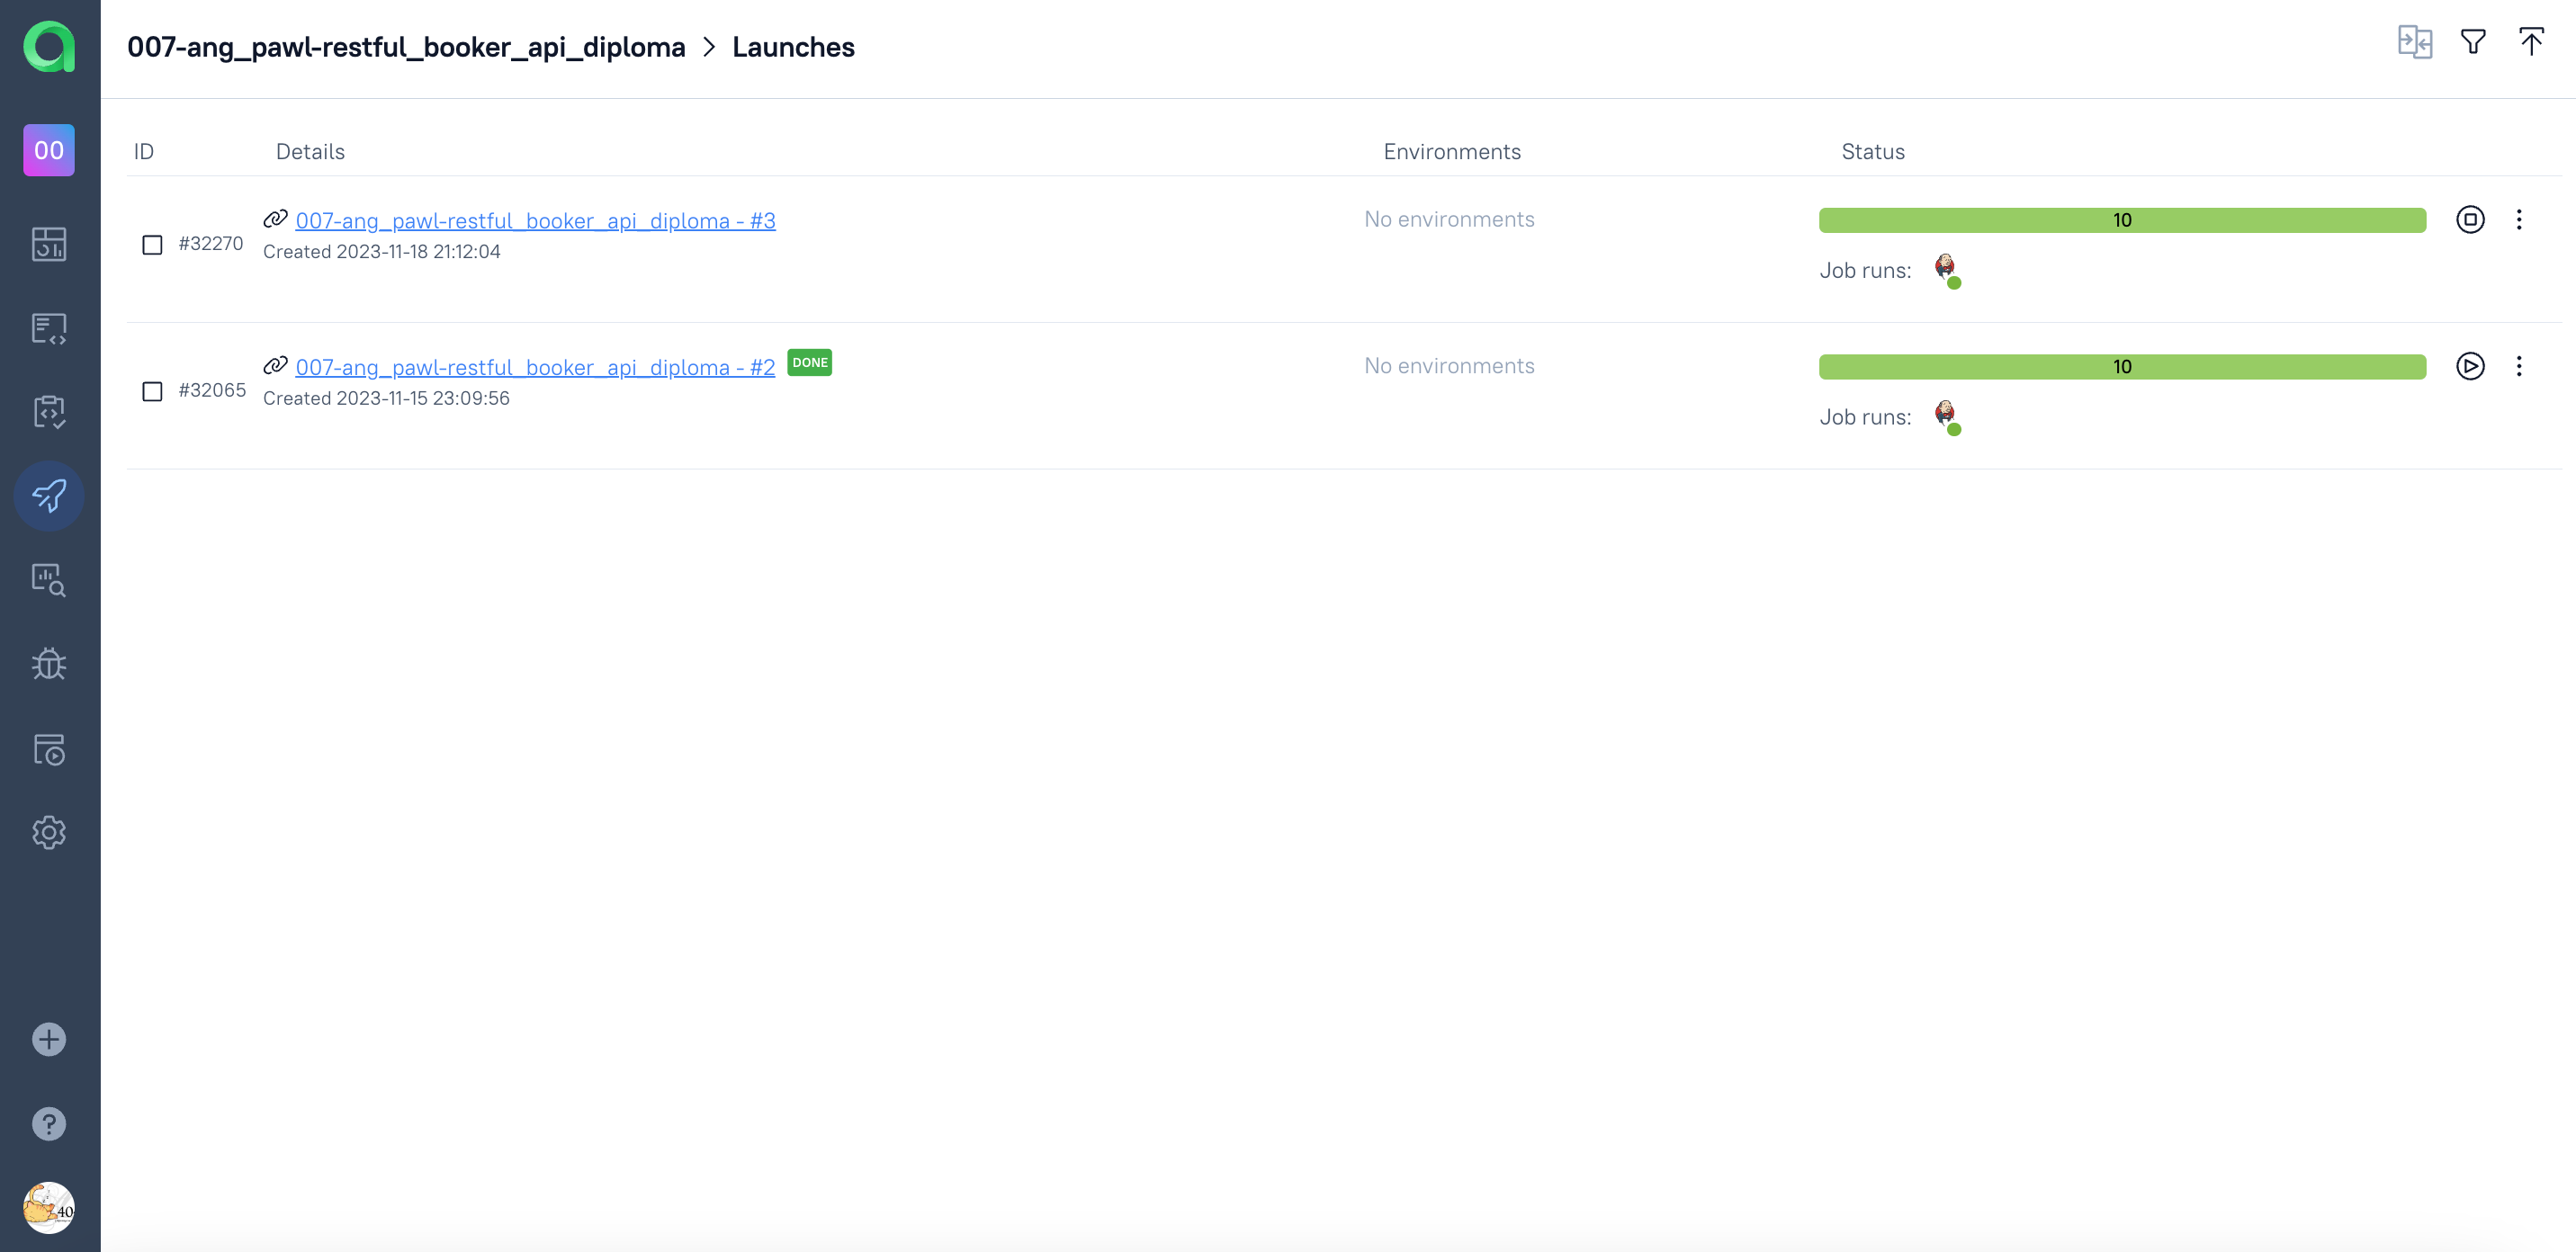 007-ang_pawl-restful_booker_api_diploma > Launches
00
ID Details Environments Status
007-ang_pawl-restful_booker_api_diploma - #3 No environments 10
#32270 Created 2023-11-18 21:12:04
Job runs:
007-ang_pawl-restful_booker_api_diploma - #2 DONE No environments 10
#32065 Created 2023-11-15 23:09:56
Job runs:
?
40